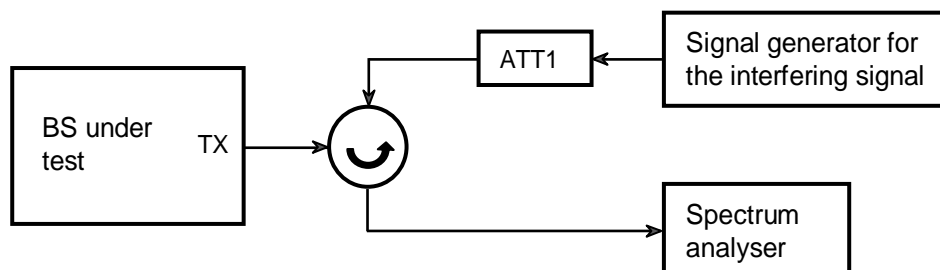 BS under
test
TX
ATT1
Signal generator for
the interfering signal
Spectrum
analyser